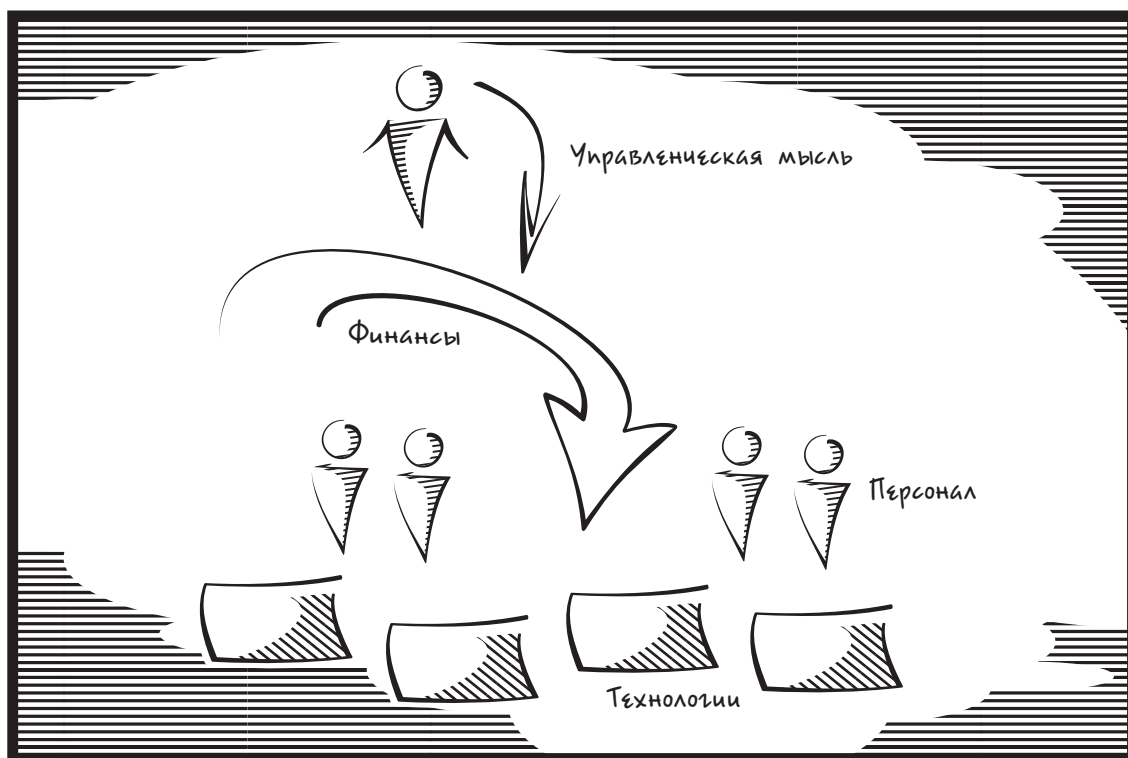 Управленческая мысль
Финансы
Персонал
Технологии